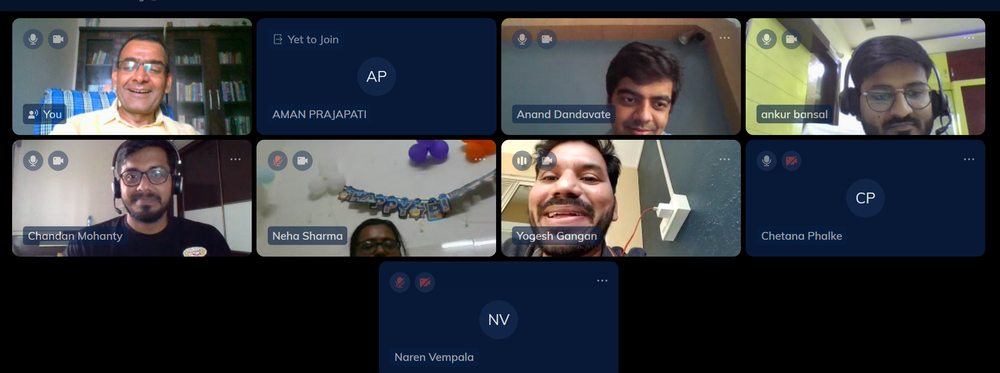 You
Yet to Join
AP
AMAN PRAJAPATI
Anand Dandavate
ankur bansal
Chandan Mohanty
Neha Sharma
Yogesh Gangan
CP
Chetana Phalke
NV
Naren Vempala